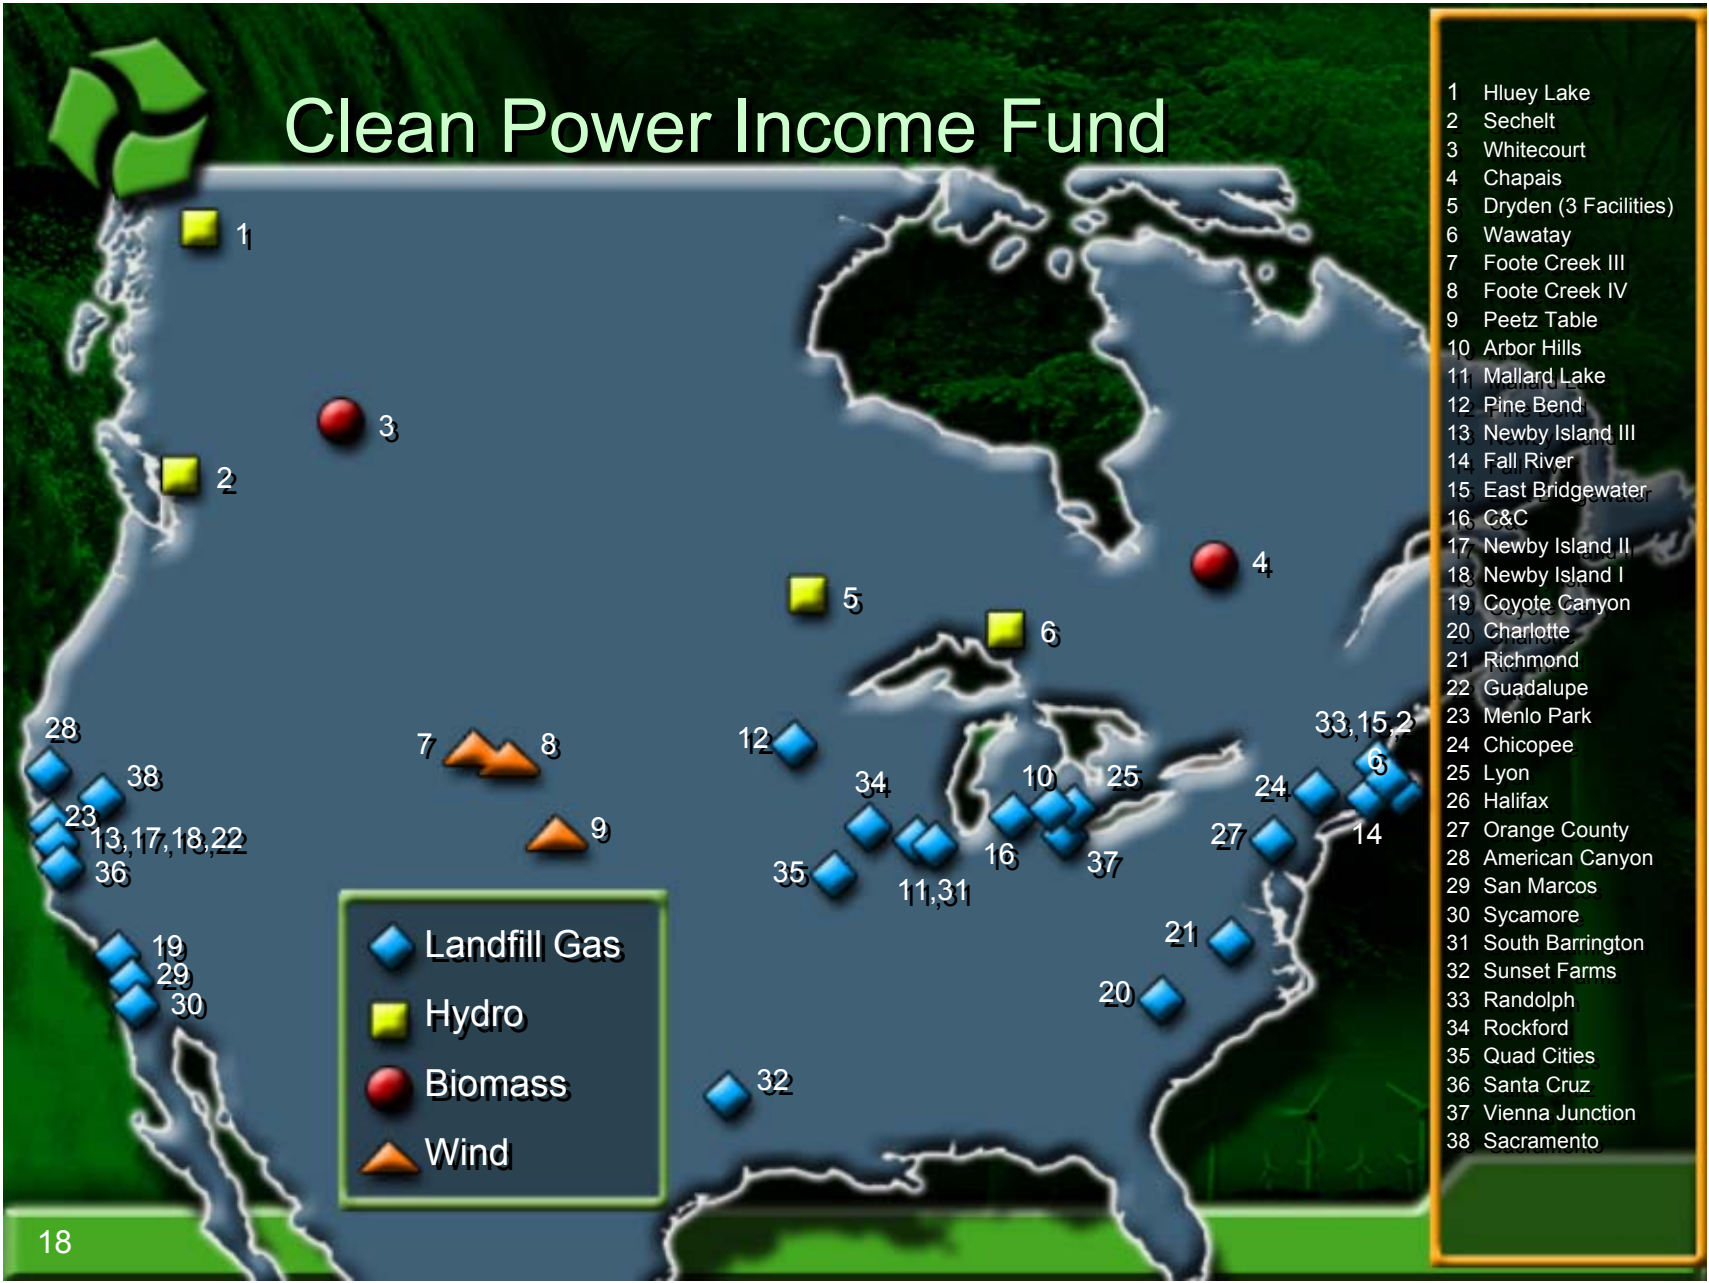 Clean Power Income Fund
1 Hluey Lake
2 Sechelt
3 Whitecourt
4 Chapais
5 Dryden (3 Facilities)
6 Wawatay
7 Foote Creek III
8 Foote Creek IV
9 Peetz Table
10 Arbor Hills
11 Mallard Lake
12 Pine Bend
13 Newby Island III
14 Fall River
15 East Bridgewater
16 C&C
17 Newby Island II
18 Newby Island I
19 Coyote Canyon
20 Charlotte
21 Richmond
22 Guadalupe
23 Menlo Park
24 Chicopee
25 Lyon
26 Halifax
27 Orange County
28 American Canyon
29 San Marcos
30 Sycamore
31 South Barrington
32 Sunset Farms
33 Randolph
34 Rockford
35 Quad Cities
36 Santa Cruz
37 Vienna Junction
38 Sacramento
1
3
2
4
5
6
33,15,2
6
28
7
8
12
38
34
10
25
24
23
13,17,18,22
9
27
14
36
35
16
37
11,31
19
29
30
21
20
32
Landfill Gas
Hydro
Biomass
Wind
18